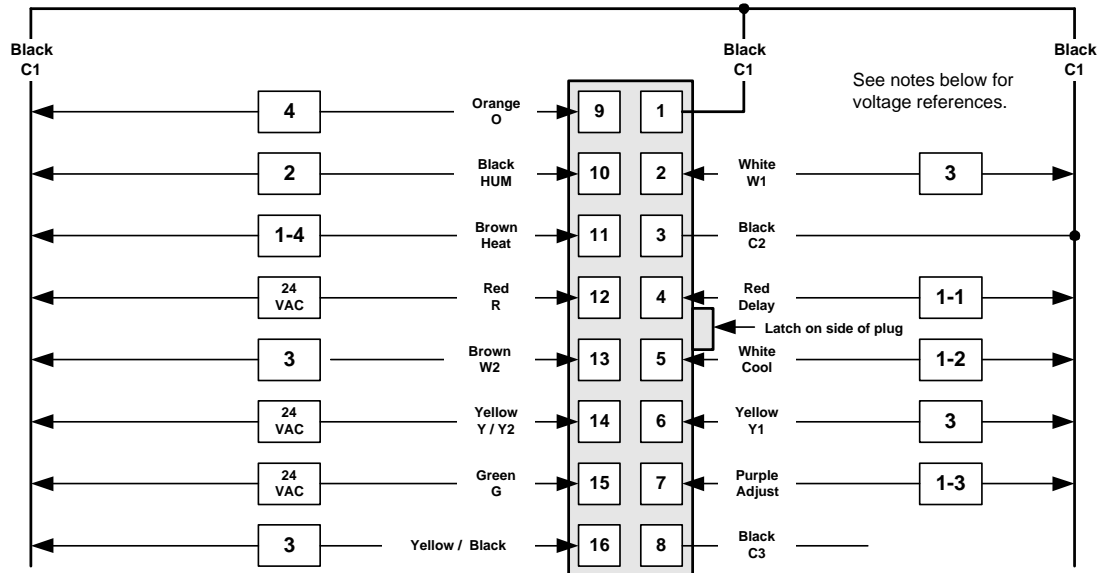 Black
C1
Black
C1
Black
C1
See notes below for
voltage references.
4
Orange
O
9
1
2
Black
HUM
10
2
White
W1
3
1-4
Brown
Heat
11
3
Black
C2
24
VAC
Red
R
12
4
Red
Delay
1-1
Latch on side of plug
3
Brown
W2
13
5
White
Cool
1-2
24
VAC
Yellow
Y / Y2
14
6
Yellow
Y1
3
24
VAC
Green
G
15
7
Purple
Adjust
1-3
3
Yellow / Black
16
8
Black
C3